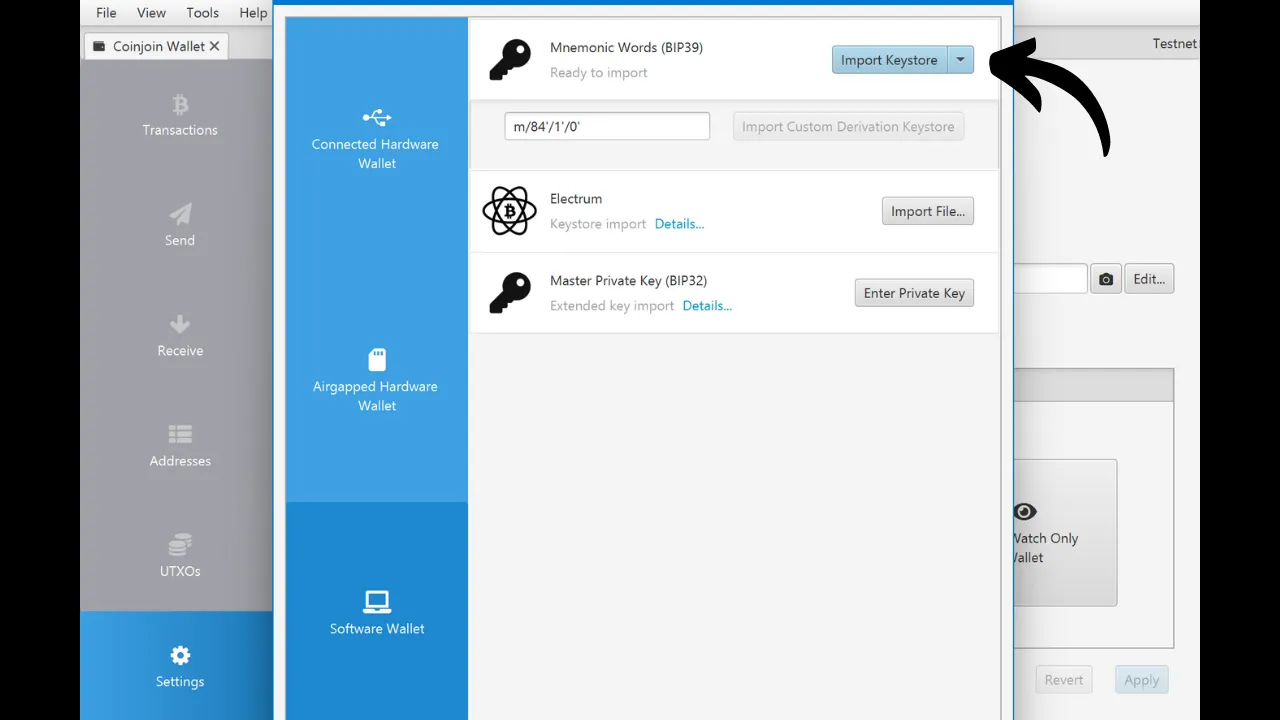 File View Tools Help
Coinjoin Wallet
Testnet
Transactions
Send
Receive
Addresses
UTXOs
Settings
Connected Hardware
Wallet
Airgapped Hardware
Wallet
Software Wallet
Mnemonic Words (BIP39)
Ready to import
Import Keystore
m/84'/1'/0'
Import Custom Derivation Keystore
Electrum
Keystore import Details...
Import File...
Master Private Key (BIP32)
Extended key import Details...
Enter Private Key
Edit...
Watch Only
Wallet
Revert
Apply